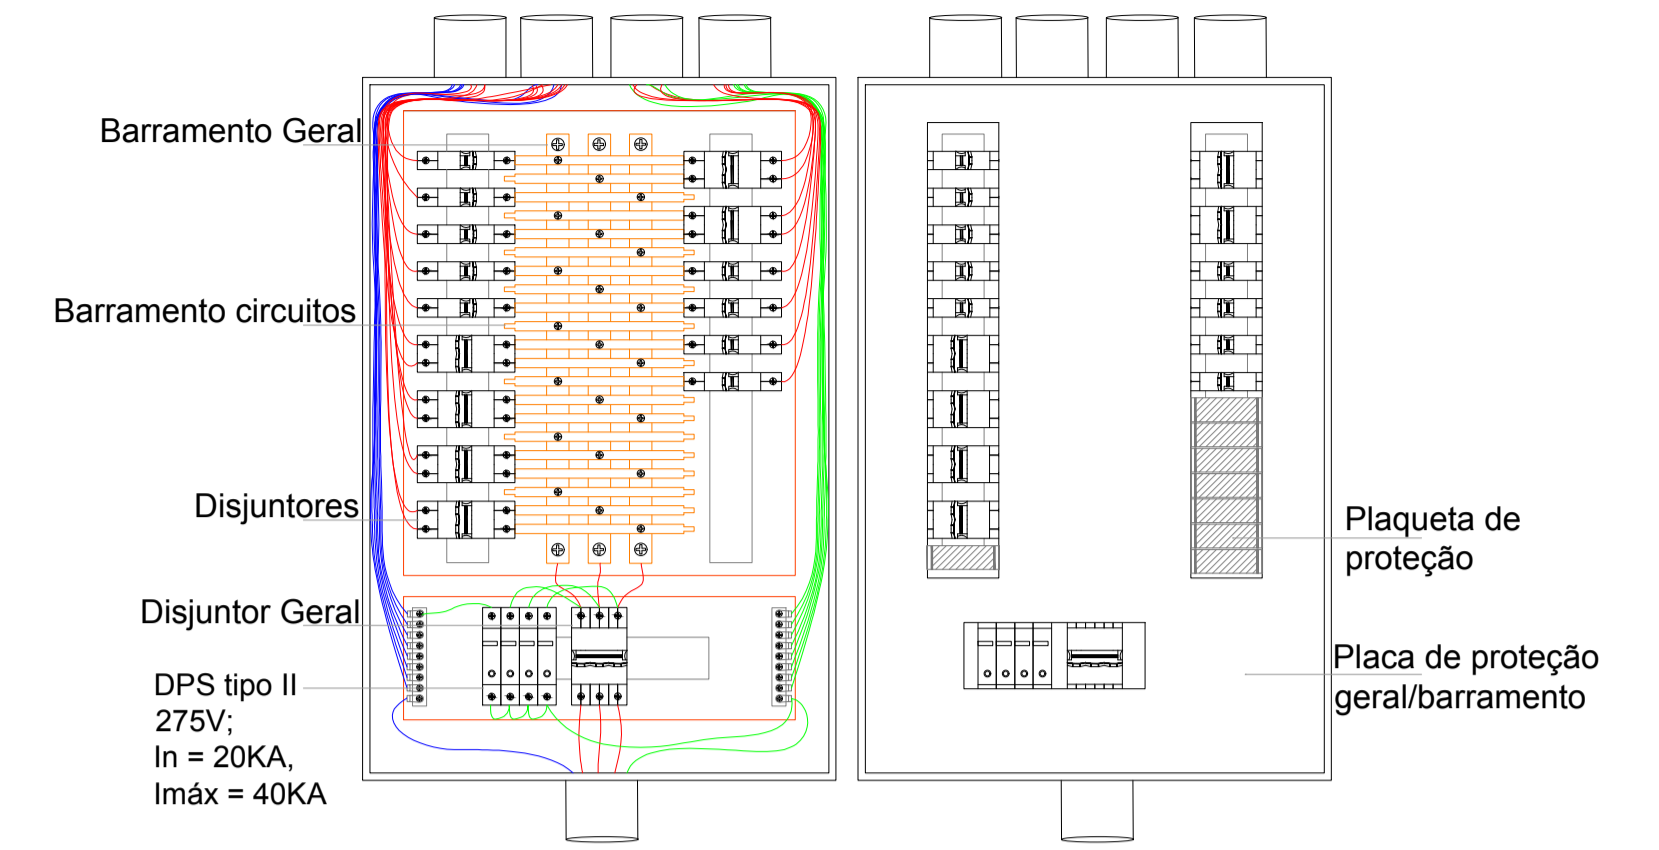 Barramento Geral
Barramento circuitos
Disjuntores
Disjuntor Geral
DPS tipo II
275V;
In = 20KA,
Imáx = 40KA
Plaqueta de
proteção
Placa de proteção
geral/barramento